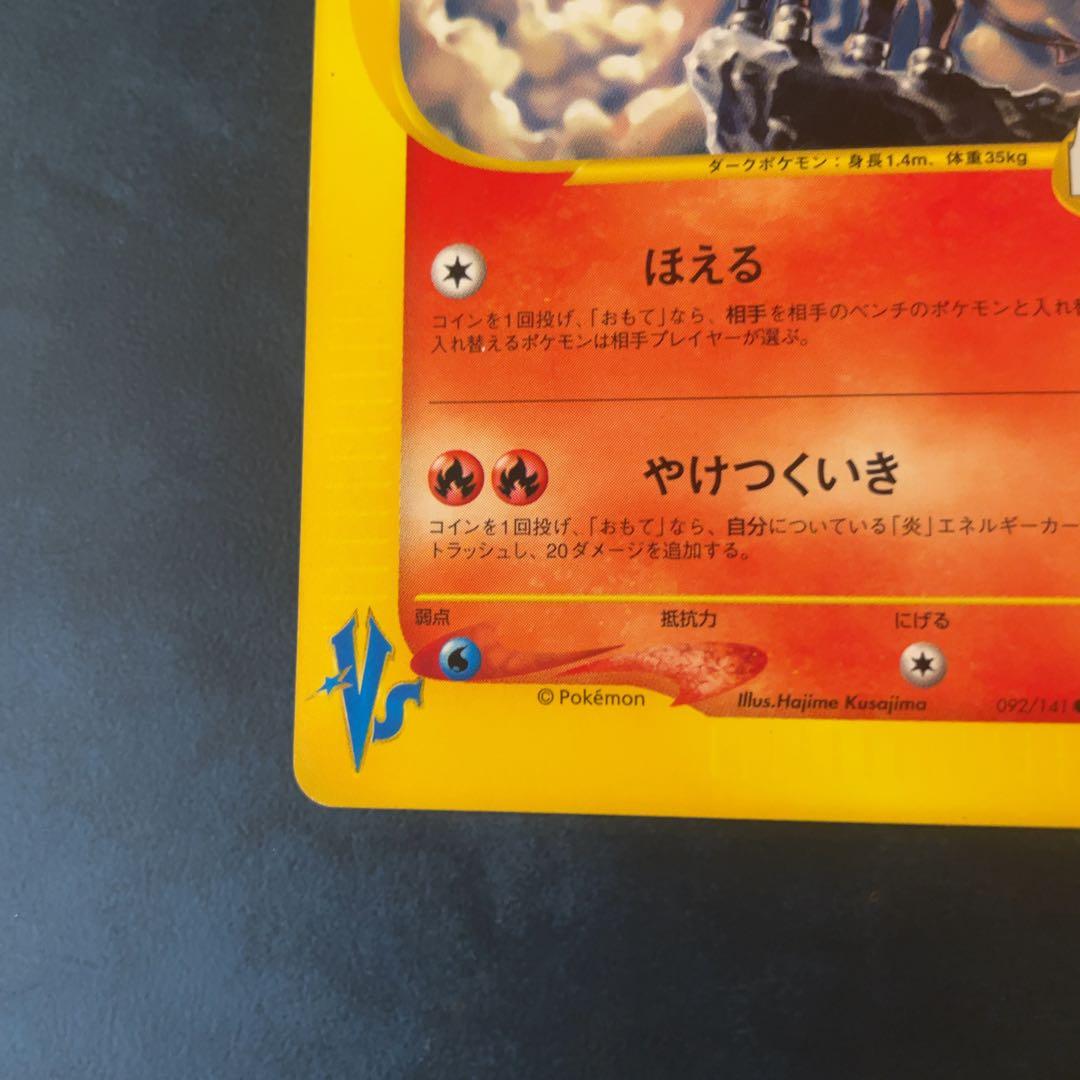 ダークポケモン：身長1.4m、体重35kg
ほえる
コインを1回投げ、「おもて」なら、相手を相手のベンチのポケモンと入れ
入れ替えるポケモンは相手プレイヤーが選ぶ。
やけつくいき
コインを1回投げ、「おもて」なら、自分についている「炎」エネルギーカー
トラッシュし、20ダメージを追加する。
弱点 抵抗力 にげる
VS
© Pokémon Illus.Hajime Kusajima 092/141